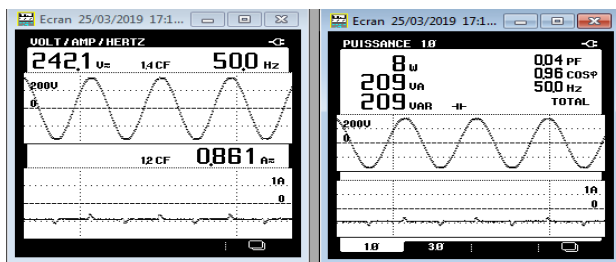 Ecran 25/03/2019 17:1...
VOLT/AMP/HERTZ
242,1 V≂ 1,4 CF 50,0 HZ
200V
0
1,2 CF 0,861 A≂
1A
0
Ecran 25/03/2019 17:1...
PUISSANCE 1Ø
8 W 0,04 PF
209 VA 0,96 COSφ
209 VAR 50,0 HZ
TOTAL
200V
0
1A
0
1Ø 3Ø